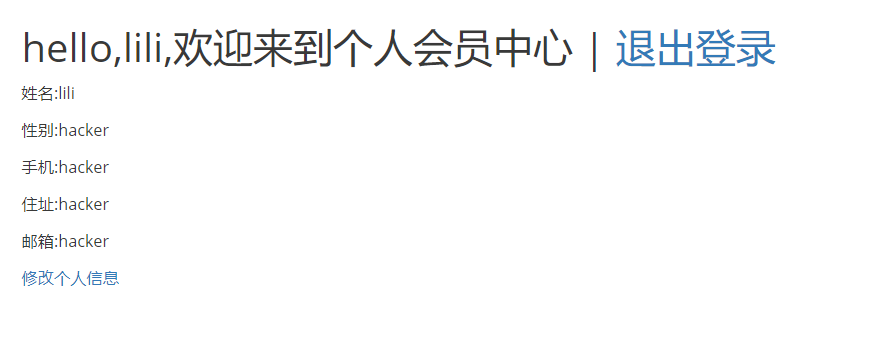 hello,lili,欢迎来到个人会员中心 | 退出登录
姓名:lili
性别:hacker
手机:hacker
住址:hacker
邮箱:hacker
修改个人信息